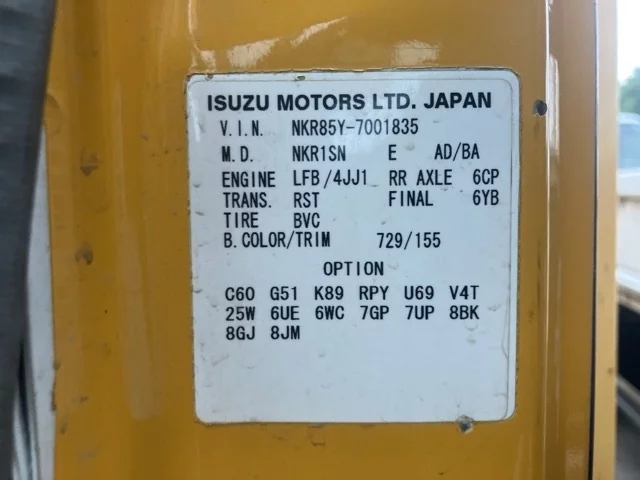 ISUZU MOTORS LTD. JAPAN
V.I.N. NKR85Y-7001835
M.D. NKR1SN E AD/BA
ENGINE LFB/4JJ1 RR AXLE 6CP
TRANS. RST FINAL 6YB
TIRE BVC
B.COLOR/TRIM 729/155
OPTION
C60 G51 K89 RPY U69 V4T
25W 6UE 6WC 7GP 7UP 8BK
8GJ 8JM